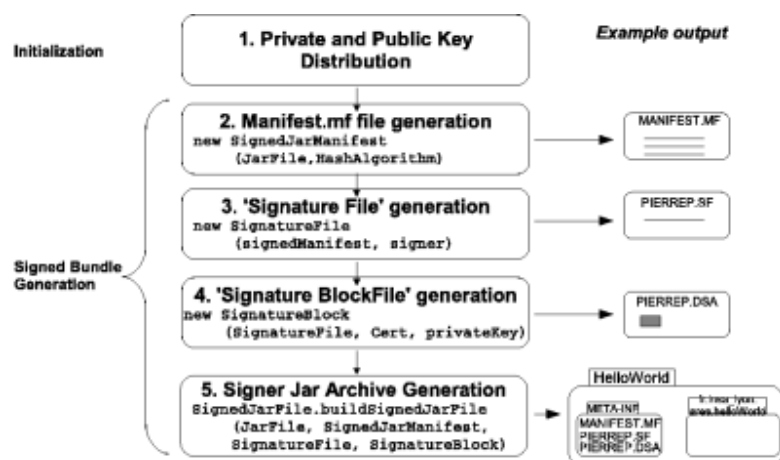 Initialization
1. Private and Public Key
Distribution
Example output
Signed Bundle
Generation
2. Manifest.mf file generation
new SignedJarManifest
(JarFile,HashAlgorithm)
MANIFEST.MF
3. 'Signature File' generation
new SignatureFile
(signedManifest, signer)
PIERREP.SF
4. 'Signature BlockFile' generation
new SignatureBlock
(SignatureFile, Cert, privateKey)
PIERREP.DSA
5. Signer Jar Archive Generation
SignedJarFile.buildSignedJarFile
(JarFile, SignedJarManifest,
SignatureFile, SignatureBlock)
HelloWorld
META-INF
MANIFEST.MF
PIERREP.SF
PIERREP.DSA